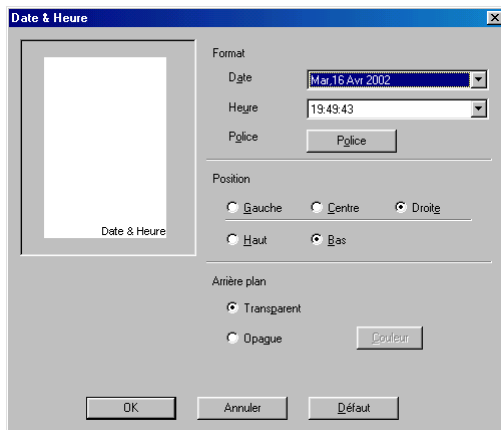 Date & Heure
Format
Date Mar,16 Avr 2002
Heure 19:49:43
Police Police
Position
Gauche Centre Droite
Haut Bas
Date & Heure
Arrière plan
Transparent
Opaque Couleur
OK Annuler Défaut